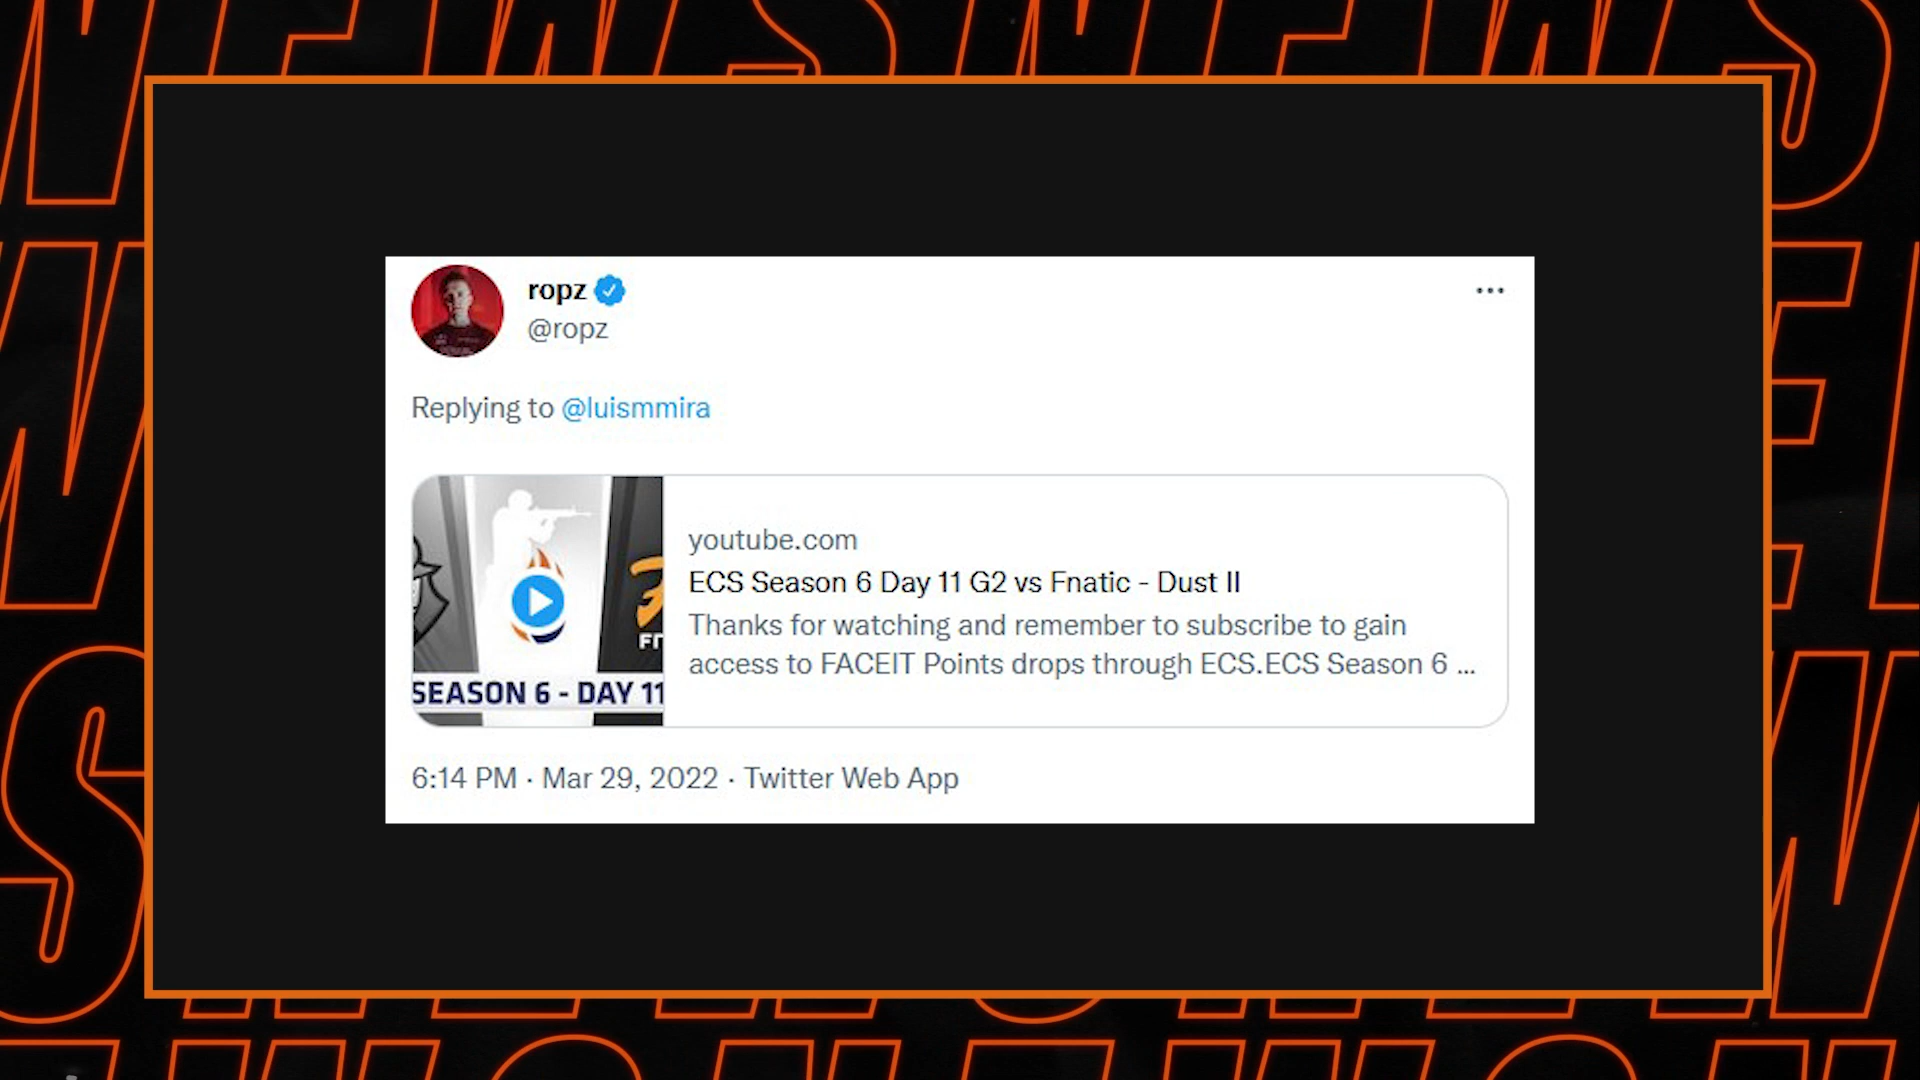 NEWSNEWS
ropz
@ropz
...
Replying to @luismmira
SEASON 6 - DAY 11
youtube.com
ECS Season 6 Day 11 G2 vs Fnatic - Dust II
Thanks for watching and remember to subscribe to gain
access to FACEIT Points drops through ECS.ECS Season 6 ...
6:14 PM · Mar 29, 2022 · Twitter Web App